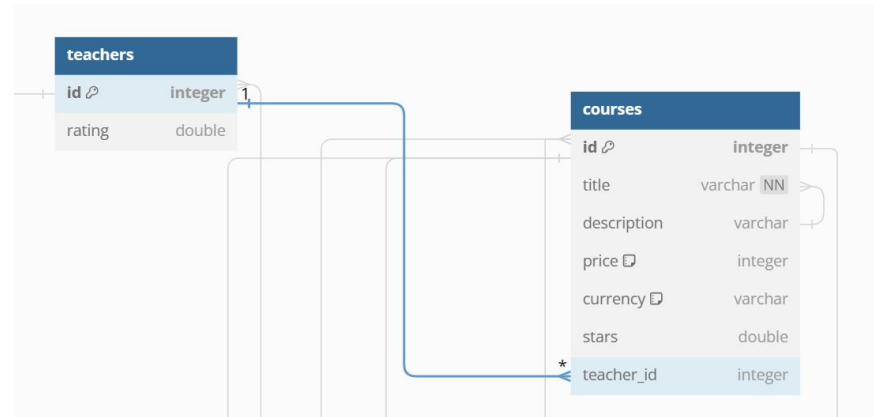 teachers
id integer
rating double
1
courses
id integer
title varchar NN
description varchar
price integer
currency varchar
stars double
* teacher_id integer